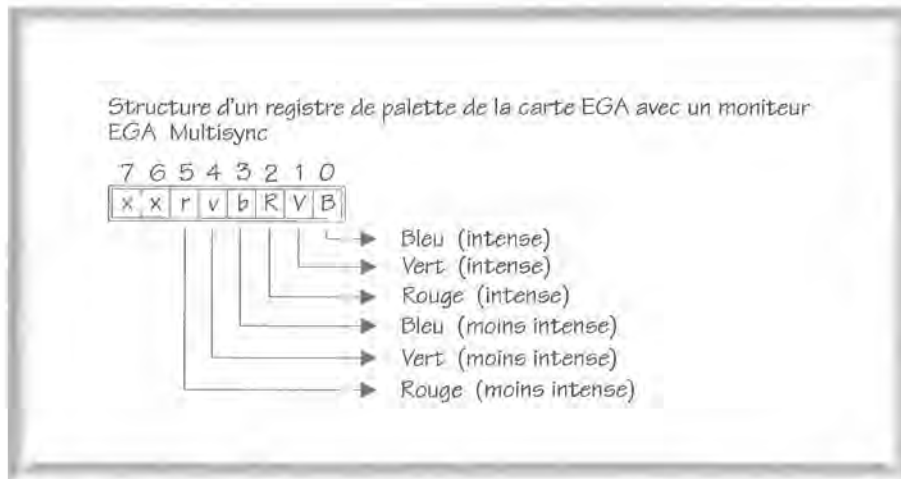 Structure d'un registre de palette de la carte EGA avec un moniteur
EGA Multisync
7 6 5 4 3 2 1 0
x x r v b R V B
Bleu (intense)
Vert (intense)
Rouge (intense)
Bleu (moins intense)
Vert (moins intense)
Rouge (moins intense)